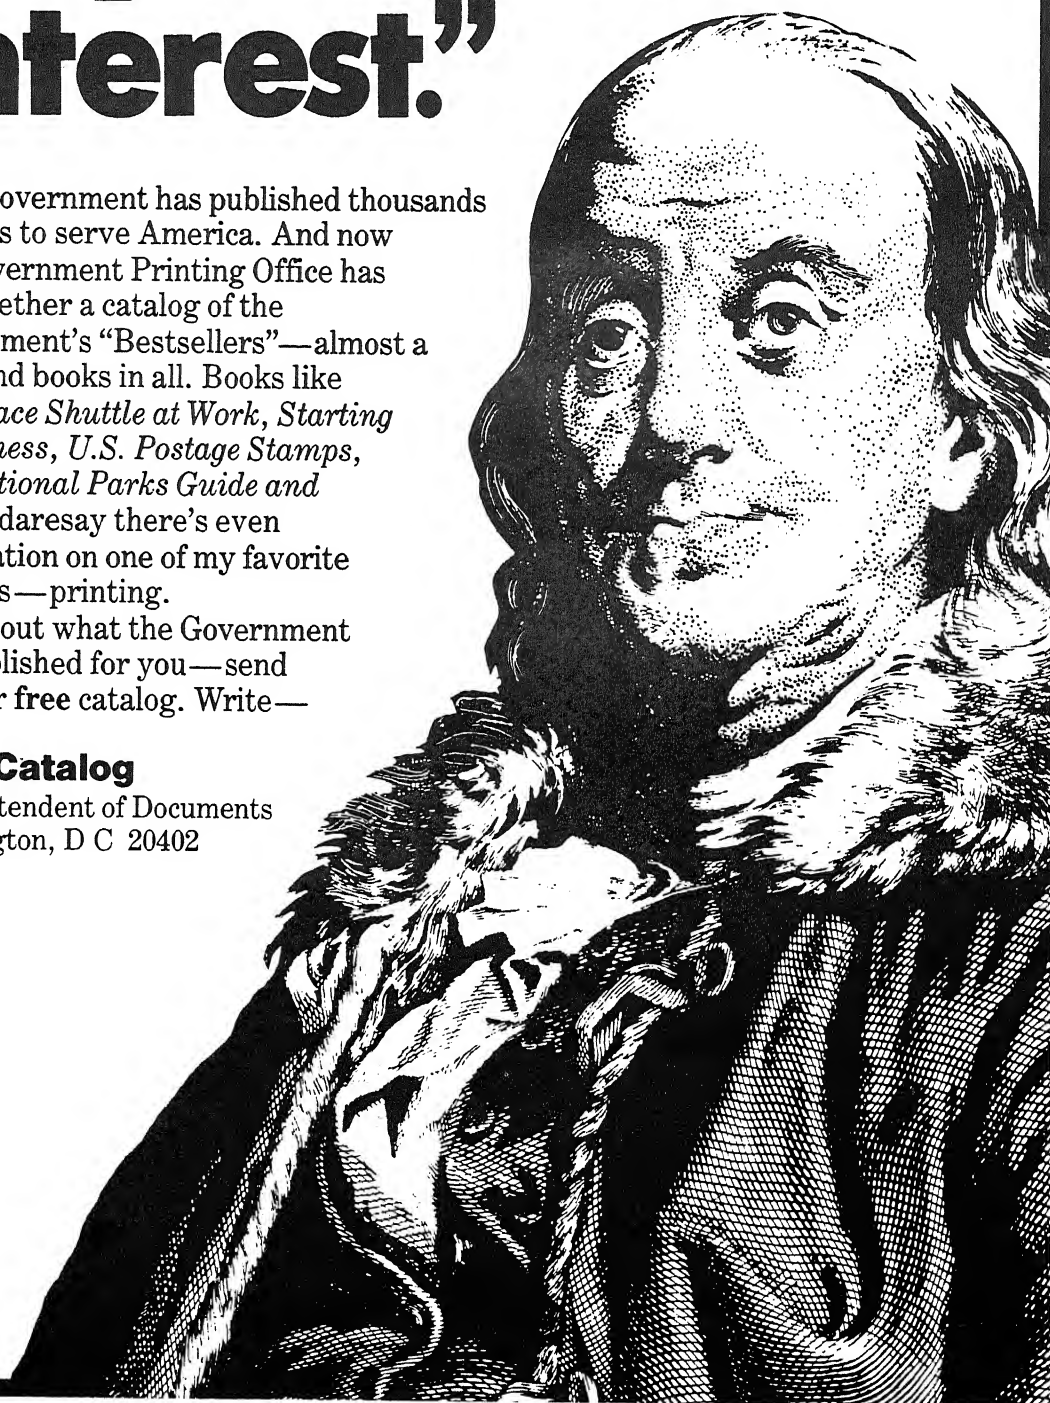 nterest.”
overnment has published thousands
s to serve America. And now
vernment Printing Office has
ether a catalog of the
ment's “Bestsellers”—almost a
nd books in all. Books like
ace Shuttle at Work, Starting
ness, U.S. Postage Stamps,
tional Parks Guide and
daresay there's even
ation on one of my favorite
s—printing.
out what the Government
lished for you—send
r free catalog. Write—
Catalog
tendent of Documents
gton, D C 20402